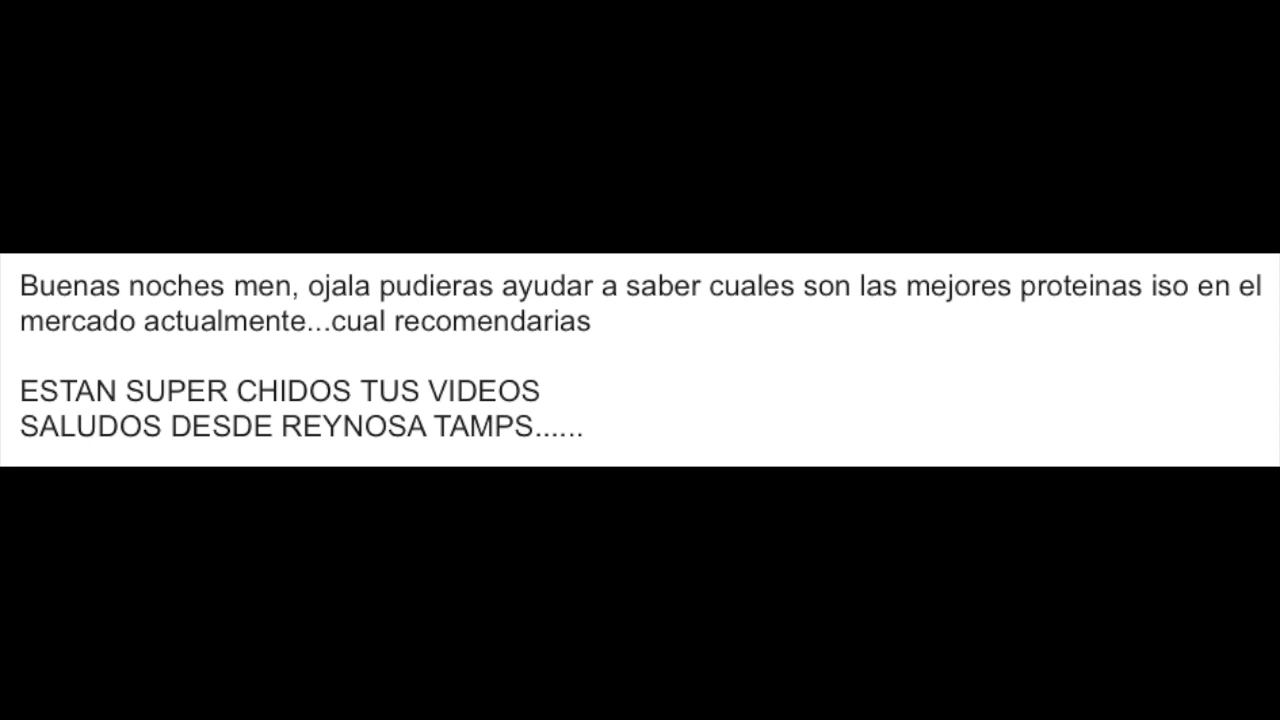 Buenas noches men, ojala pudieras ayudar a saber cuales son las mejores proteinas iso en el
mercado actualmente...cual recomendarias
ESTAN SUPER CHIDOS TUS VIDEOS
SALUDOS DESDE REYNOSA TAMPS......